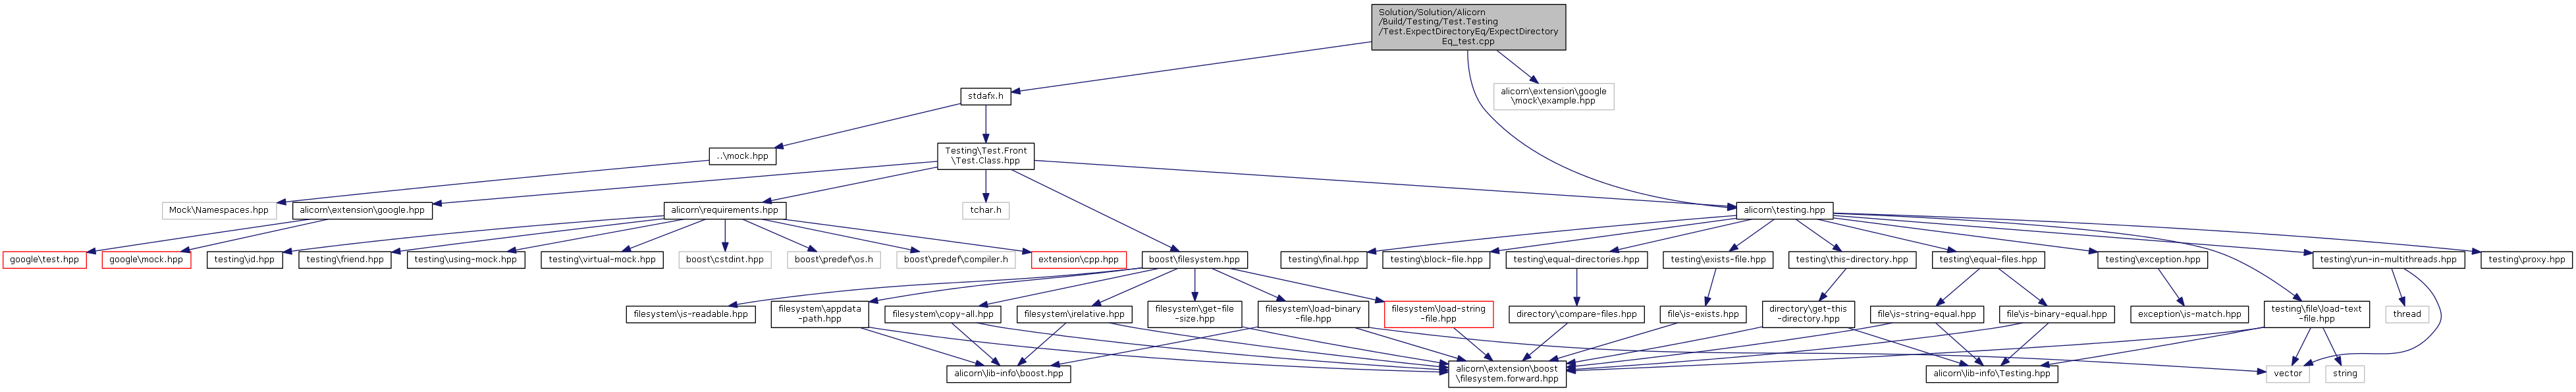 Solution/Solution/Alicorn
/Build/Testing/Test.Testing
/Test.ExpectDirectoryEq/ExpectDirectory
Eq_test.cpp
stdafx.h
alicorn\extension\google
\mock\example.hpp
..\mock.hpp
Testing\Test.Front
\Test.Class.hpp
Mock\Namespaces.hpp
alicorn\extension\google.hpp
alicorn\requirements.hpp
tchar.h
alicorn\testing.hpp
google\test.hpp
google\mock.hpp
testing\id.hpp
testing\friend.hpp
testing\using-mock.hpp
testing\virtual-mock.hpp
boost\cstdint.hpp
boost\predef\os.h
boost\predef\compiler.h
extension\cpp.hpp
boost\filesystem.hpp
testing\final.hpp
testing\block-file.hpp
testing\equal-directories.hpp
testing\exists-file.hpp
testing\this-directory.hpp
testing\equal-files.hpp
testing\exception.hpp
testing\run-in-multithreads.hpp
testing\proxy.hpp
filesystem\is-readable.hpp
filesystem\appdata
-path.hpp
filesystem\copy-all.hpp
filesystem\irelative.hpp
filesystem\get-file
-size.hpp
filesystem\load-binary
-file.hpp
filesystem\load-string
-file.hpp
directory\compare-files.hpp
file\is-exists.hpp
directory\get-this
-directory.hpp
file\is-string-equal.hpp
file\is-binary-equal.hpp
exception\is-match.hpp
testing\file\load-text
-file.hpp
thread
alicorn\lib-info\boost.hpp
alicorn\extension\boost
\filesystem.forward.hpp
alicorn\lib-info\Testing.hpp
vector
string